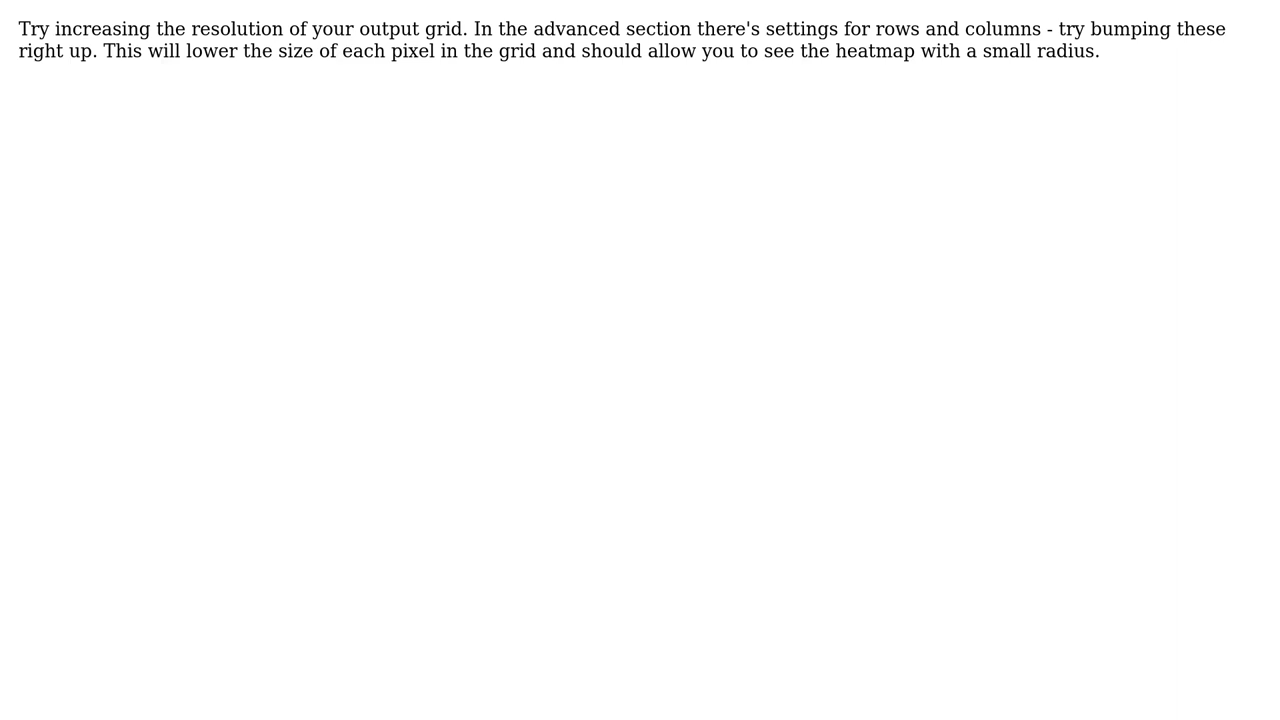 Try increasing the resolution of your output grid. In the advanced section there's settings for rows and columns - try bumping these
right up. This will lower the size of each pixel in the grid and should allow you to see the heatmap with a small radius.